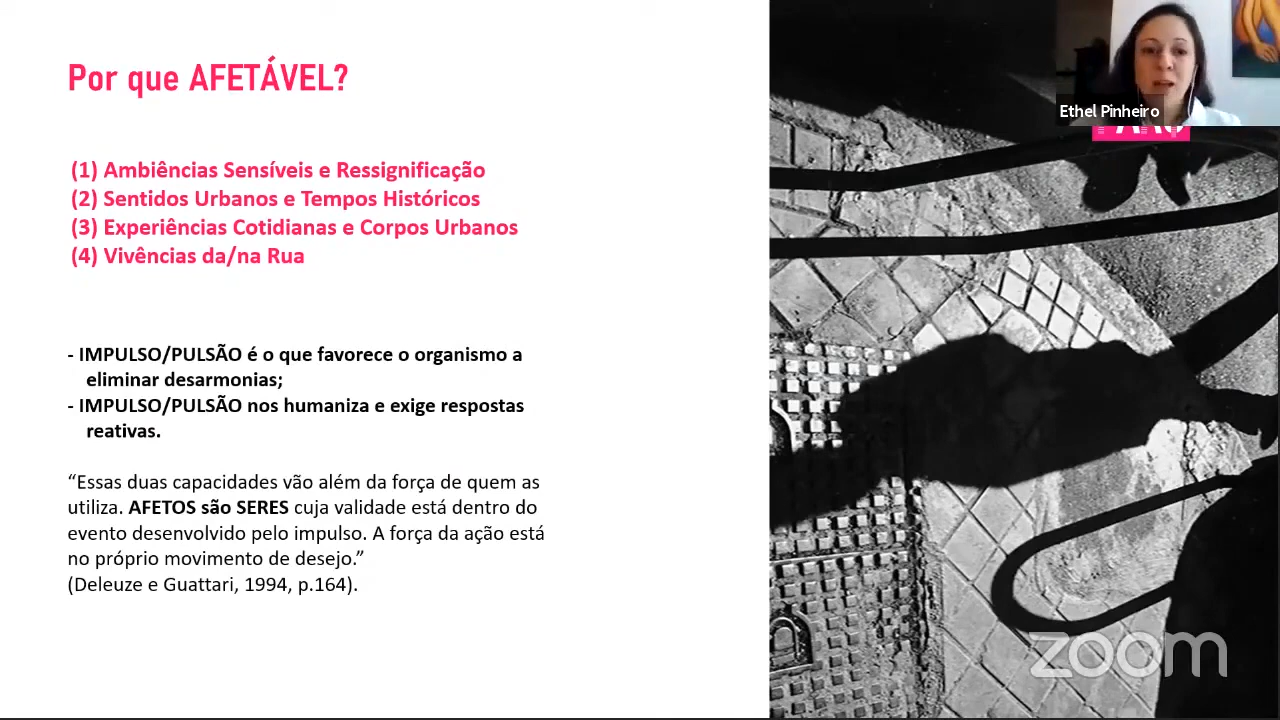 Por que AFETÁVEL?
(1) Ambiências Sensíveis e Ressignificação
(2) Sentidos Urbanos e Tempos Históricos
(3) Experiências Cotidianas e Corpos Urbanos
(4) Vivências da/na Rua
- IMPULSO/PULSÃO é o que favorece o organismo a
eliminar desarmonias;
- IMPULSO/PULSÃO nos humaniza e exige respostas
reativas.
“Essas duas capacidades vão além da força de quem as
utiliza. AFETOS são SERES cuja validade está dentro do
evento desenvolvido pelo impulso. A força da ação está
no próprio movimento de desejo.”
(Deleuze e Guattari, 1994, p.164).
Ethel Pinheiro
zoom